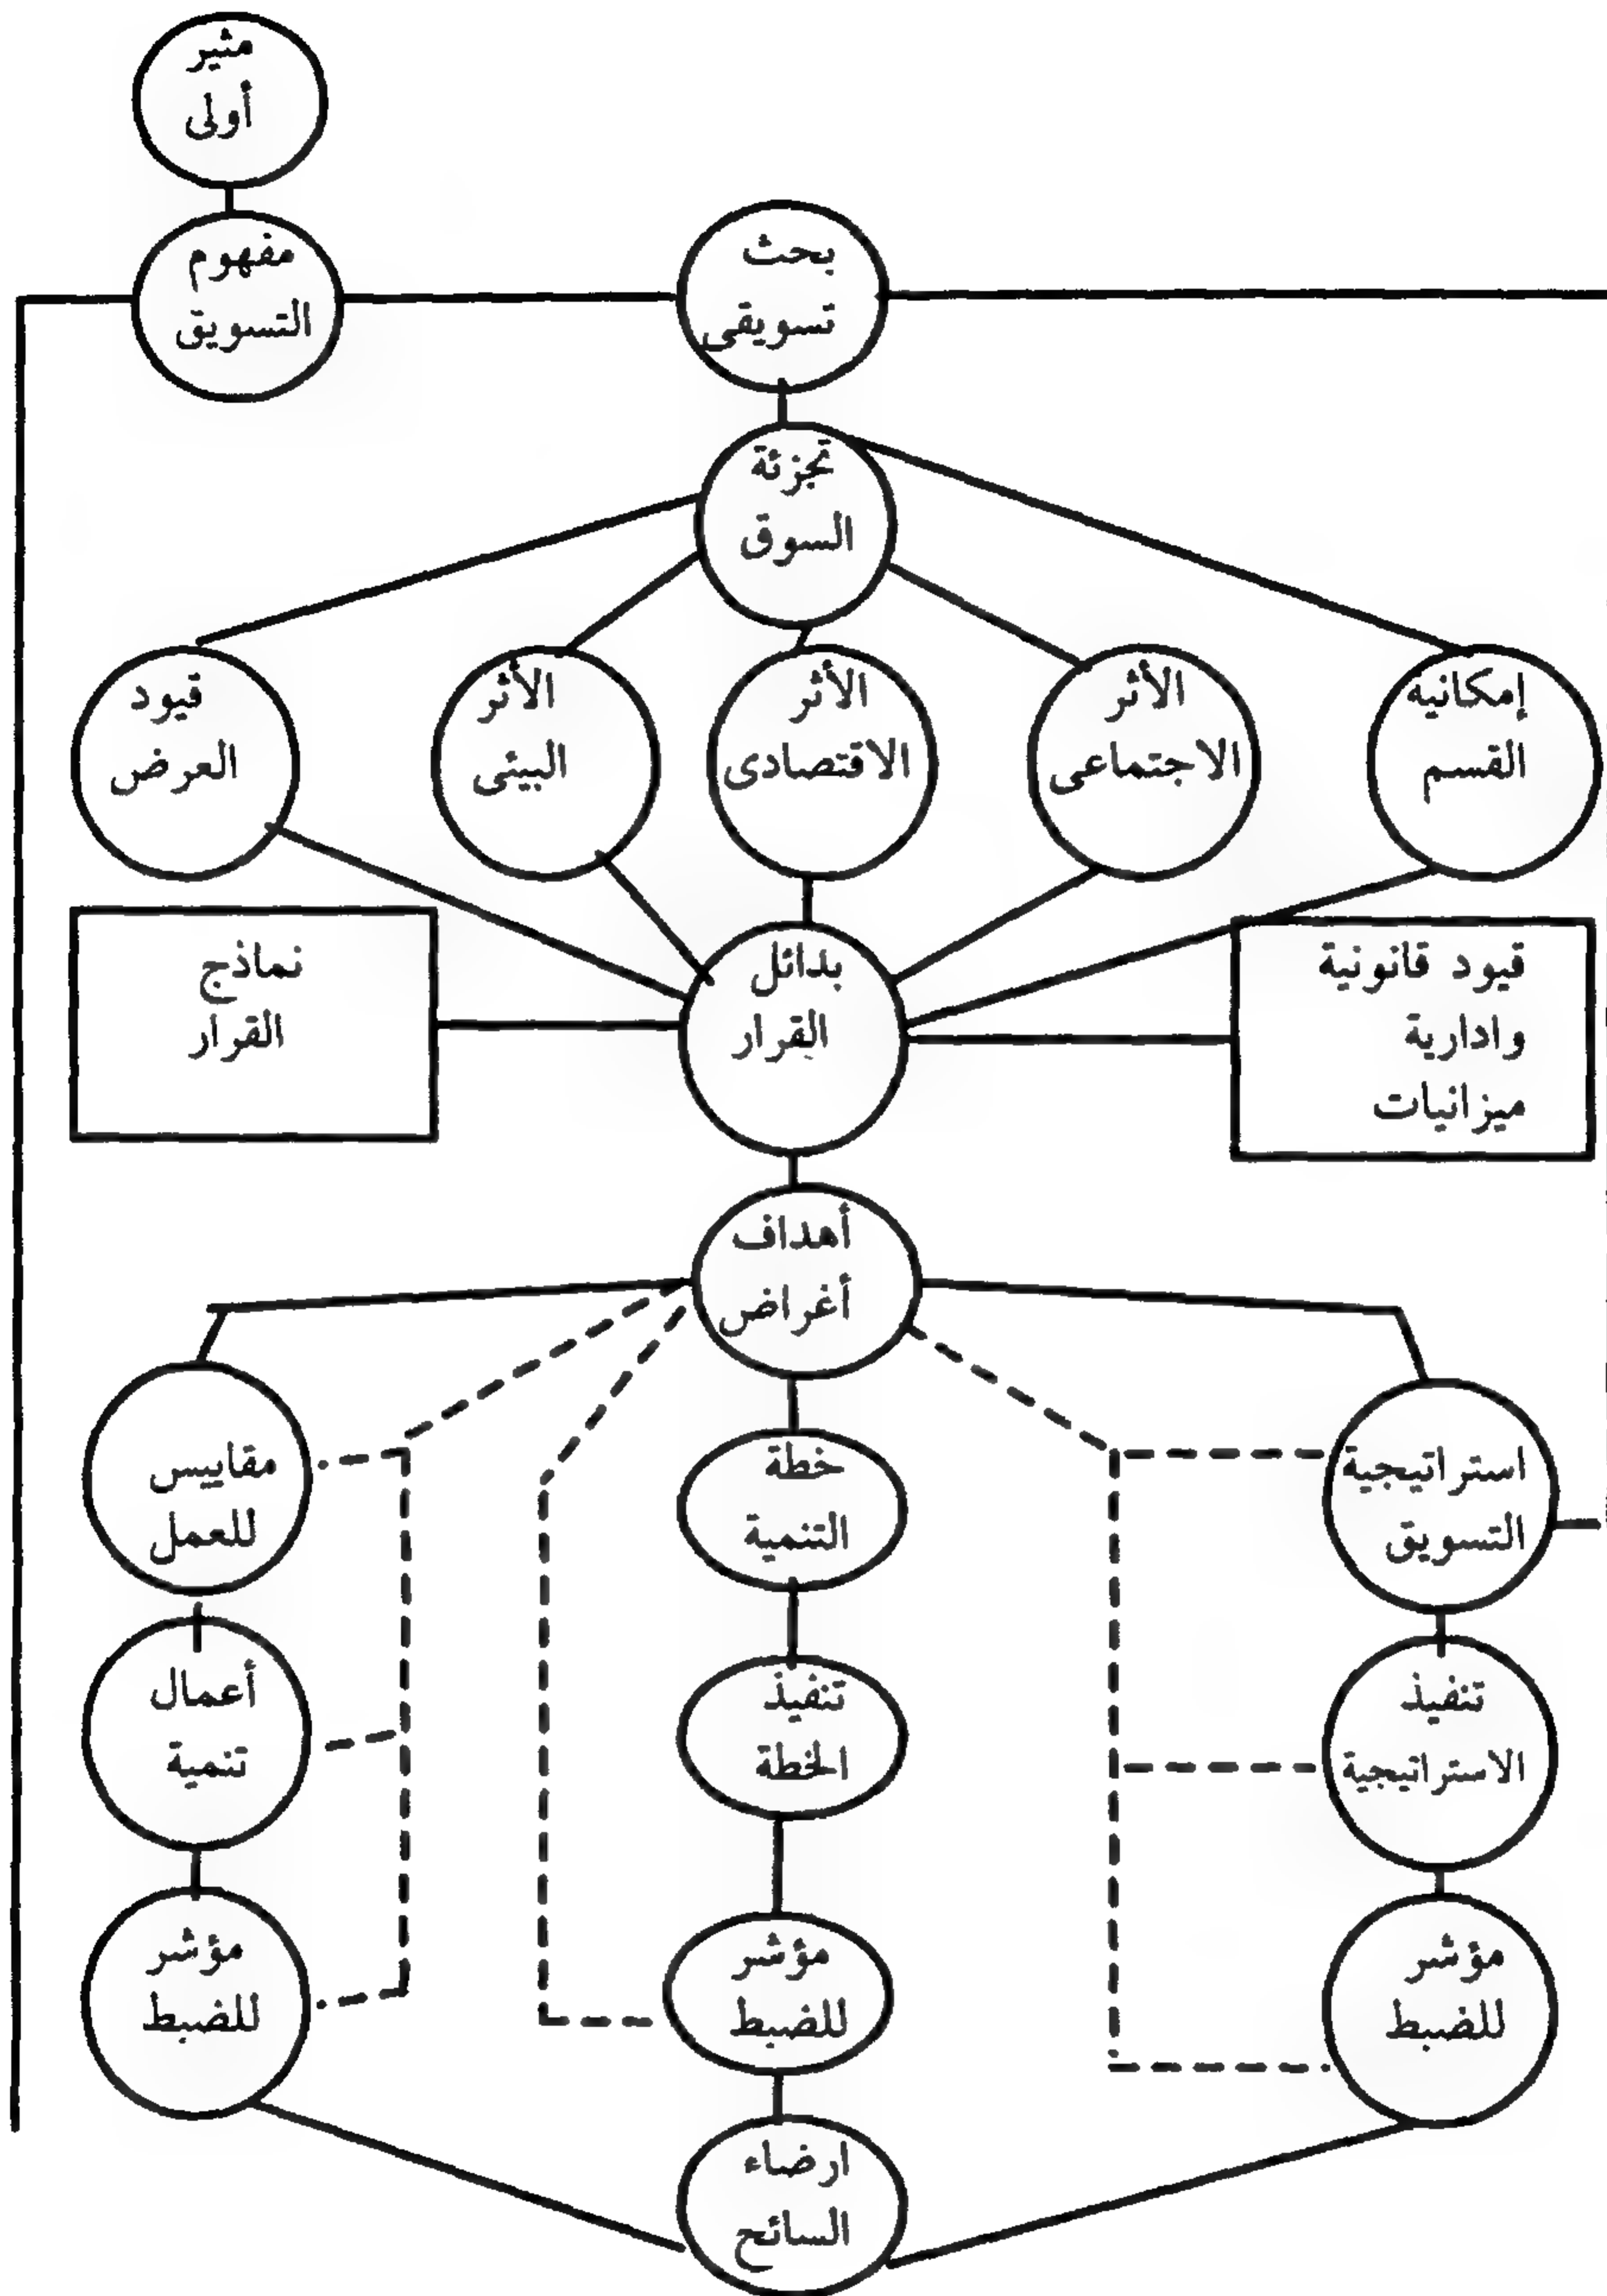 مثير
أولى
مفهوم
التسويق
بحث
تسويقى
تجزئة
السوق
إمكانية
القسم
الأثر
الاجتماعى
الأثر
الاقتصادى
الأثر
البيئى
قيود
العرض
قيود قانونية
وادارية
ميزانيات
بدائل
القرار
نماذج
القرار
أهداف
أغراض
استراتيجية
التسويق
خطة
التنمية
مقاييس
للعمل
تنفيذ
الاستراتيجية
تنفيذ
الخطة
أعمال
تنمية
مؤشر
للضبط
مؤشر
للضبط
مؤشر
للضبط
ارضاء
السائح